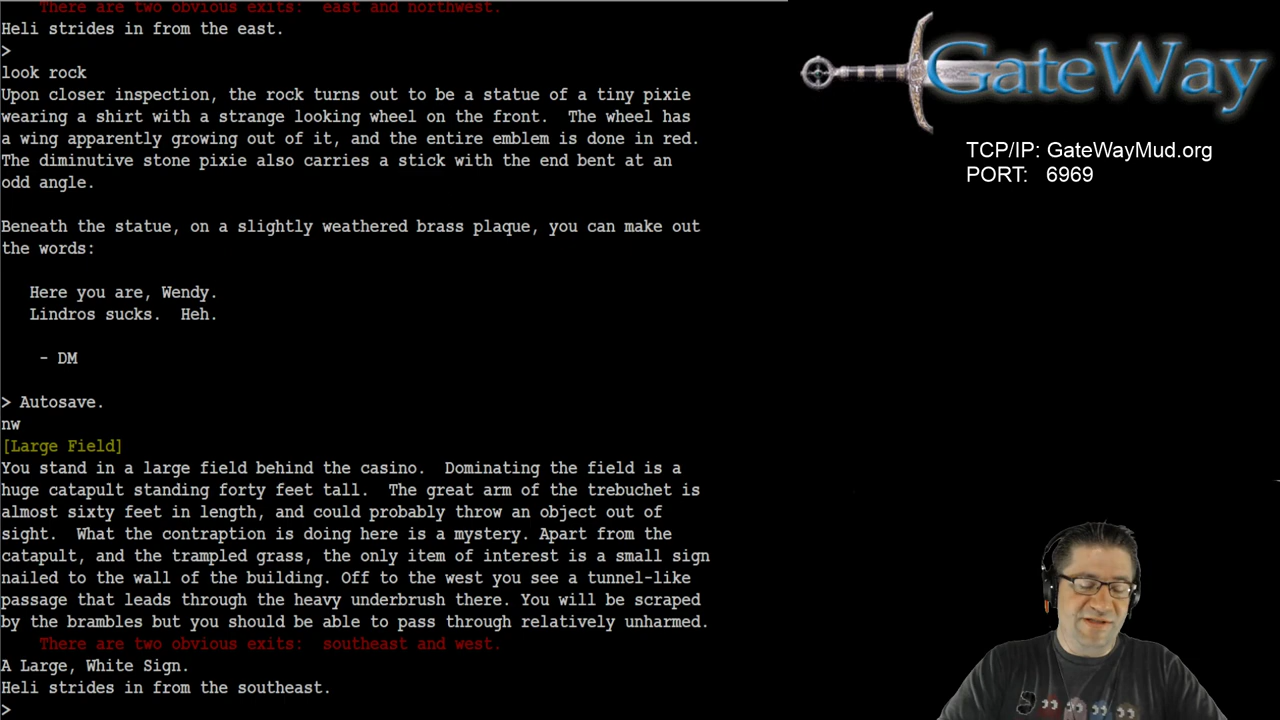 There are two obvious exits:  east and northwest.
Heli strides in from the east.
>
look rock
Upon closer inspection, the rock turns out to be a statue of a tiny pixie
wearing a shirt with a strange looking wheel on the front.  The wheel has
a wing apparently growing out of it, and the entire emblem is done in red.
The diminutive stone pixie also carries a stick with the end bent at an
odd angle.
Beneath the statue, on a slightly weathered brass plaque, you can make out
the words:
Here you are, Wendy.
Lindros sucks.  Heh.
- DM
> Autosave.
nw
[Large Field]
You stand in a large field behind the casino.  Dominating the field is a
huge catapult standing forty feet tall.  The great arm of the trebuchet is
almost sixty feet in length, and could probably throw an object out of
sight.  What the contraption is doing here is a mystery. Apart from the
catapult, and the trampled grass, the only item of interest is a small sign
nailed to the wall of the building. Off to the west you see a tunnel-like
passage that leads through the heavy underbrush there. You will be scraped
by the brambles but you should be able to pass through relatively unharmed.
There are two obvious exits:  southeast and west.
A Large, White Sign.
Heli strides in from the southeast.
>
GateWay
TCP/IP: GateWayMud.org
PORT:   6969